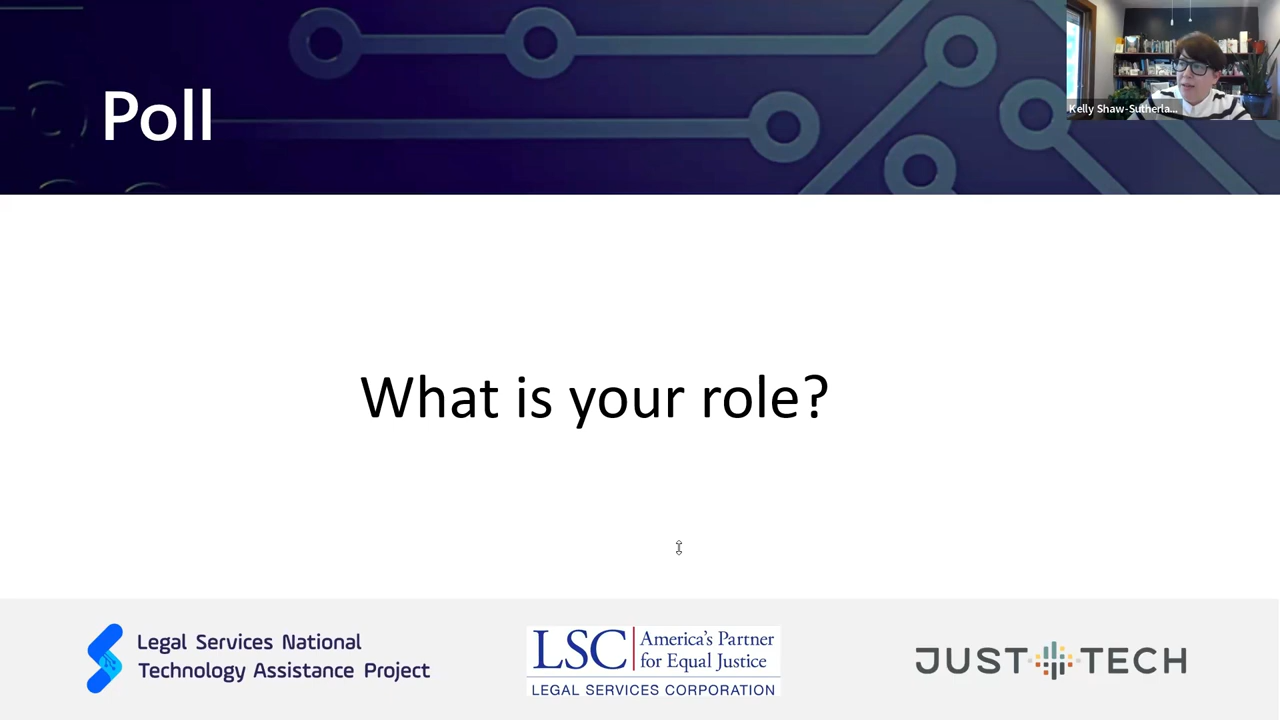 Poll
Kelly Shaw-Sutherla...
What is your role?
Legal Services National
Technology Assistance Project
LSC
America's Partner
for Equal Justice
LEGAL SERVICES CORPORATION
JUST TECH